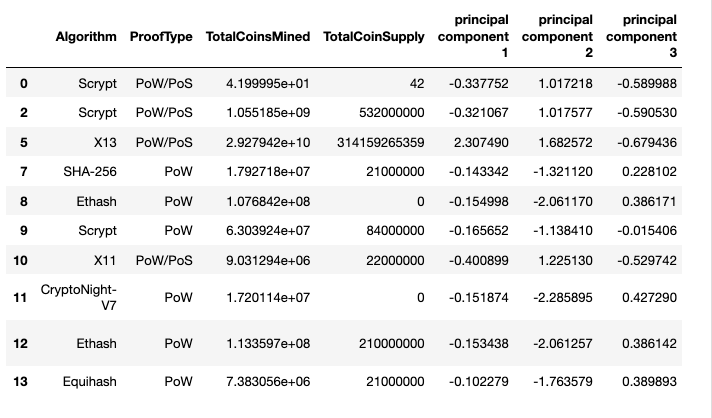 Algorithm ProofType TotalCoinsMined TotalCoinSupply principal component 1 principal component 2 principal component 3
0 Scrypt PoW/PoS 4.199995e+01 42 -0.337752 1.017218 -0.589988
2 Scrypt PoW/PoS 1.055185e+09 532000000 -0.321067 1.017577 -0.590530
5 X13 PoW/PoS 2.927942e+10 314159265359 2.307490 1.682572 -0.679436
7 SHA-256 PoW 1.792718e+07 21000000 -0.143342 -1.321120 0.228102
8 Ethash PoW 1.076842e+08 0 -0.154998 -2.061170 0.386171
9 Scrypt PoW 6.303924e+07 84000000 -0.165652 -1.138410 -0.015406
10 X11 PoW/PoS 9.031294e+06 22000000 -0.400899 1.225130 -0.529742
11 CryptoNight-V7 PoW 1.720114e+07 0 -0.151874 -2.285895 0.427290
12 Ethash PoW 1.133597e+08 210000000 -0.153438 -2.061257 0.386142
13 Equihash PoW 7.383056e+06 21000000 -0.102279 -1.763579 0.389893